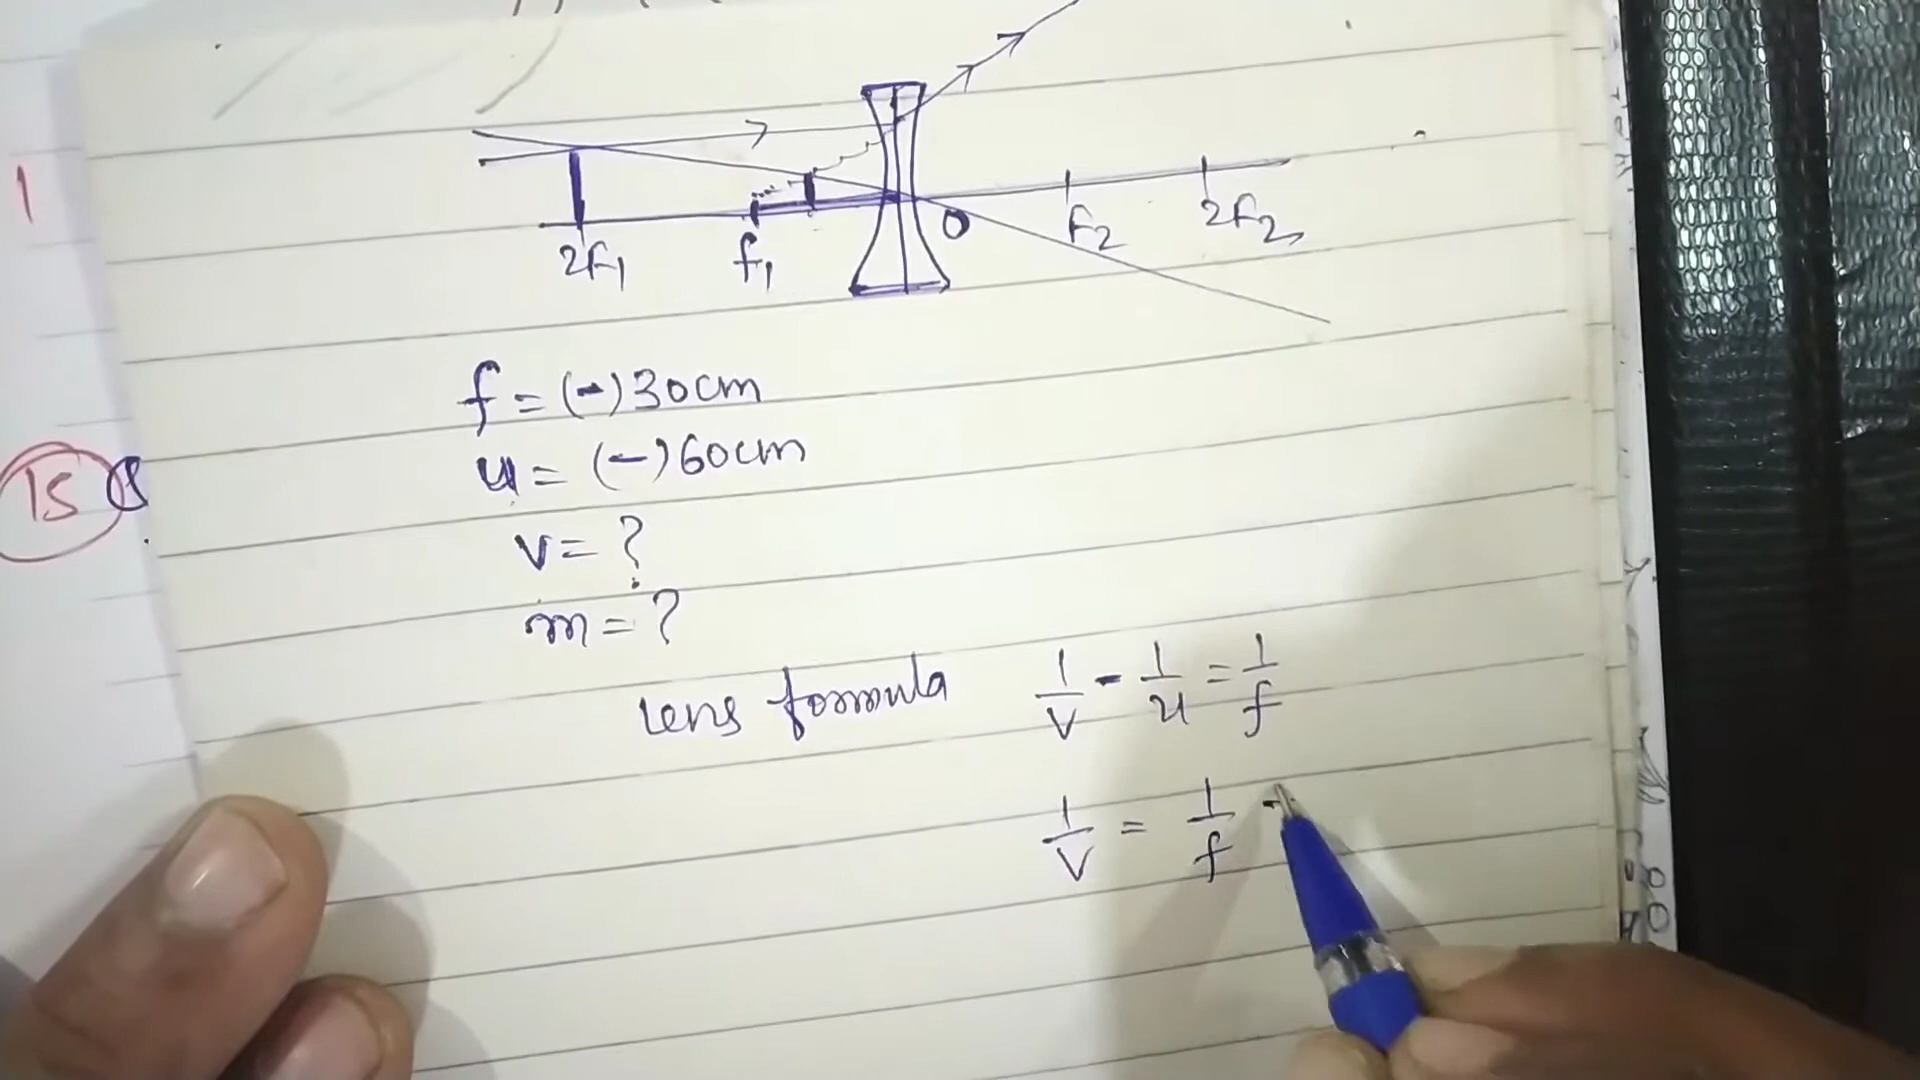 2F₁ f₁ O F₂ 2F₂
f = (-)30cm
15
u = (-)60cm
v = ?
m = ?
lens formula 1/v - 1/u = 1/f
1/v = 1/f -